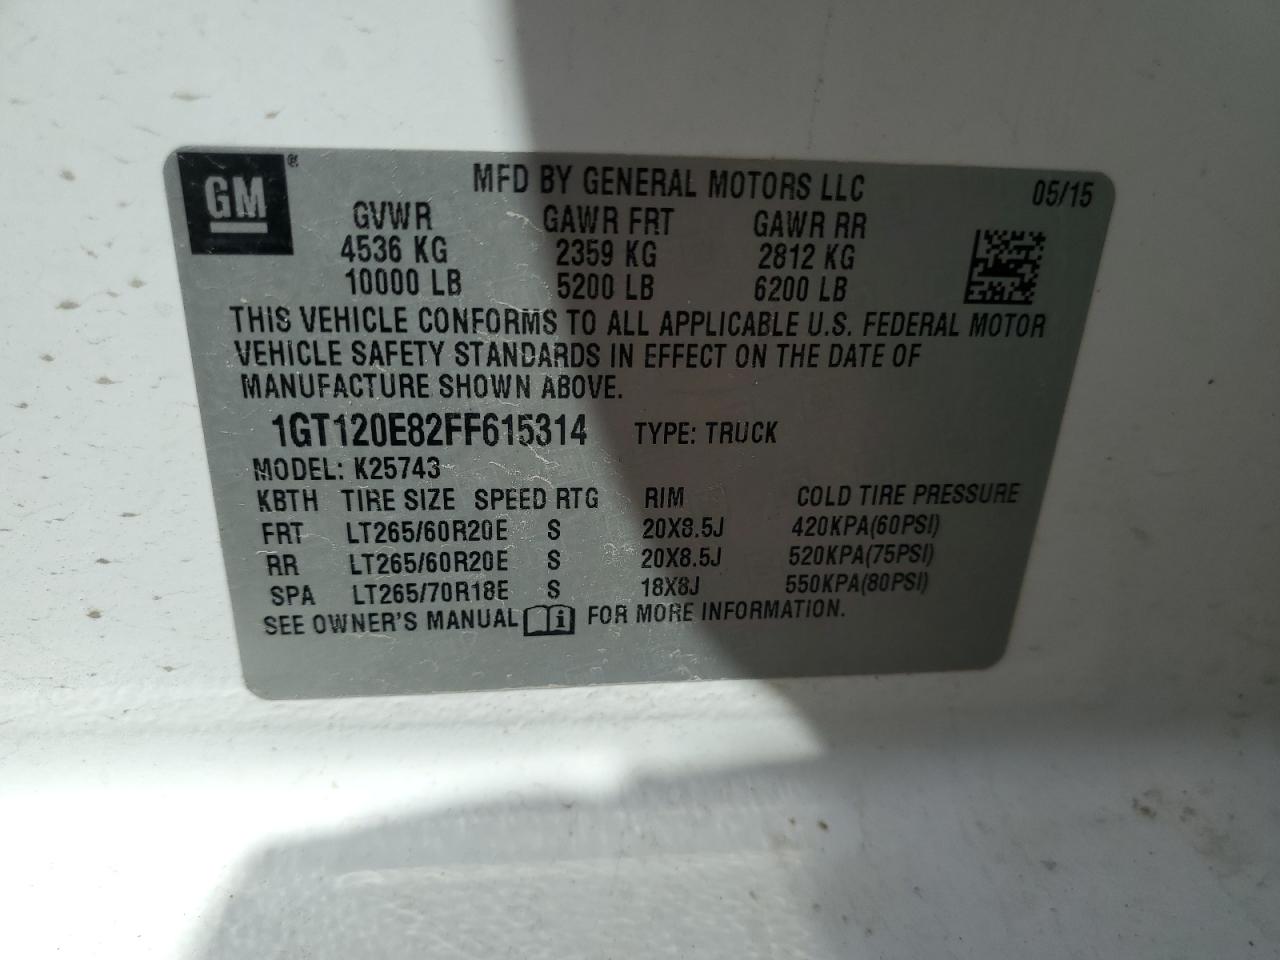 GM ® MFD BY GENERAL MOTORS LLC 05/15
GVWR GAWR FRT GAWR RR
4536 KG 2359 KG 2812 KG
10000 LB 5200 LB 6200 LB
THIS VEHICLE CONFORMS TO ALL APPLICABLE U.S. FEDERAL MOTOR
VEHICLE SAFETY STANDARDS IN EFFECT ON THE DATE OF
MANUFACTURE SHOWN ABOVE.
1GT120E82FF615314 TYPE: TRUCK
MODEL: K25743
KBTH TIRE SIZE SPEED RTG RIM COLD TIRE PRESSURE
FRT LT265/60R20E S 20X8.5J 420KPA(60PSI)
RR LT265/60R20E S 20X8.5J 520KPA(75PSI)
SPA LT265/70R18E S 18X8J 550KPA(80PSI)
SEE OWNER'S MANUAL i FOR MORE INFORMATION.